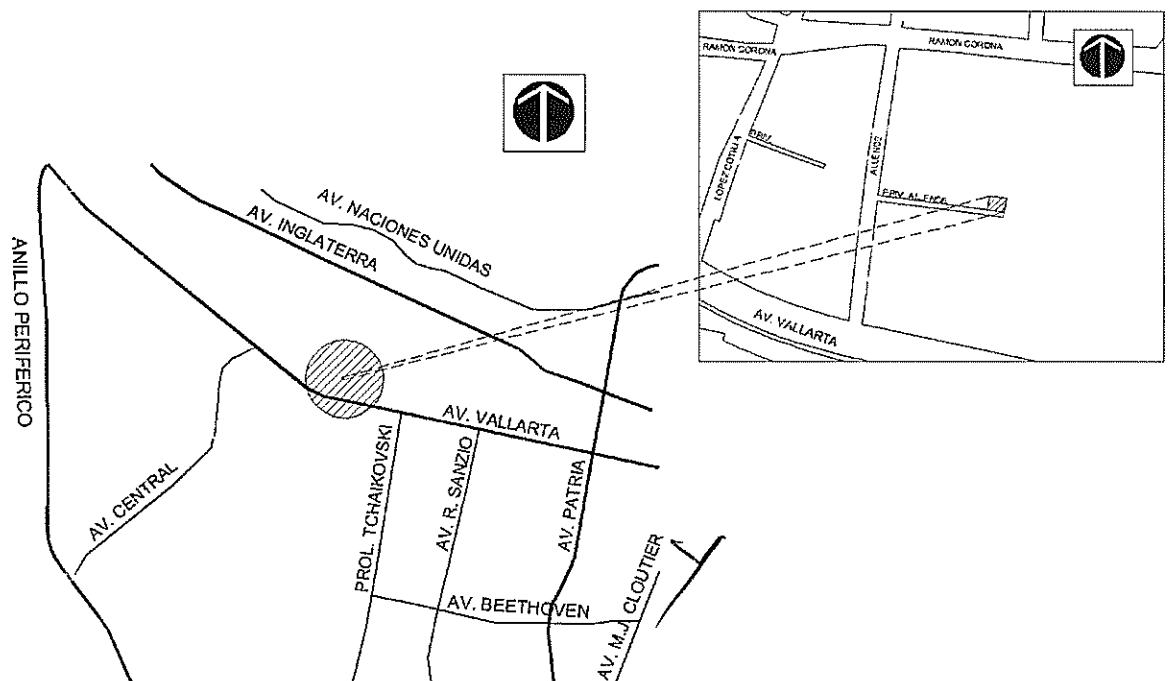 RAMON CORONA
RAMON CORONA
LOPEZ COTILLA
PRIV.
ALLENDE
PRIV. ALLENDE
AV. VALLARTA
AV. NACIONES UNIDAS
AV. INGLATERRA
ANILLO PERIFERICO
AV. VALLARTA
AV. CENTRAL
PROL. TCHAIKOVSKI
AV. R. SANZIO
AV. PATRIA
AV. BEETHOVEN
AV. M.J. CLOUTIER